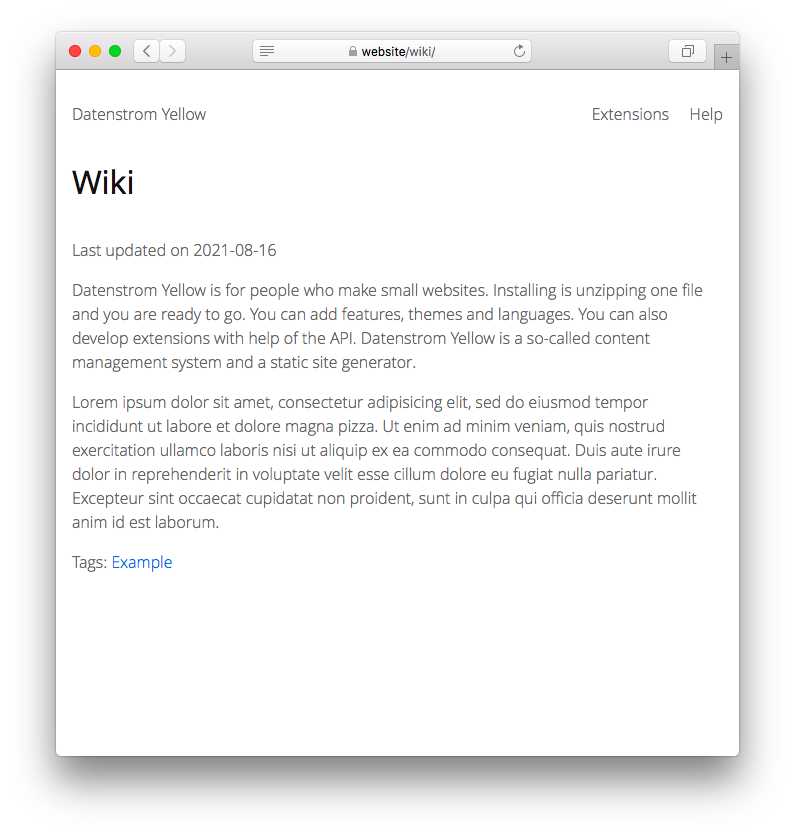 website/wiki/
Datenstrom Yellow
Extensions
Help
Wiki
Last updated on 2021-08-16
Datenstrom Yellow is for people who make small websites. Installing is unzipping one file
and you are ready to go. You can add features, themes and languages. You can also
develop extensions with help of the API. Datenstrom Yellow is a so-called content
management system and a static site generator.
Lorem ipsum dolor sit amet, consectetur adipisicing elit, sed do eiusmod tempor
incididunt ut labore et dolore magna pizza. Ut enim ad minim veniam, quis nostrud
exercitation ullamco laboris nisi ut aliquip ex ea commodo consequat. Duis aute irure
dolor in reprehenderit in voluptate velit esse cillum dolore eu fugiat nulla pariatur.
Excepteur sint occaecat cupidatat non proident, sunt in culpa qui officia deserunt mollit
anim id est laborum.
Tags: Example